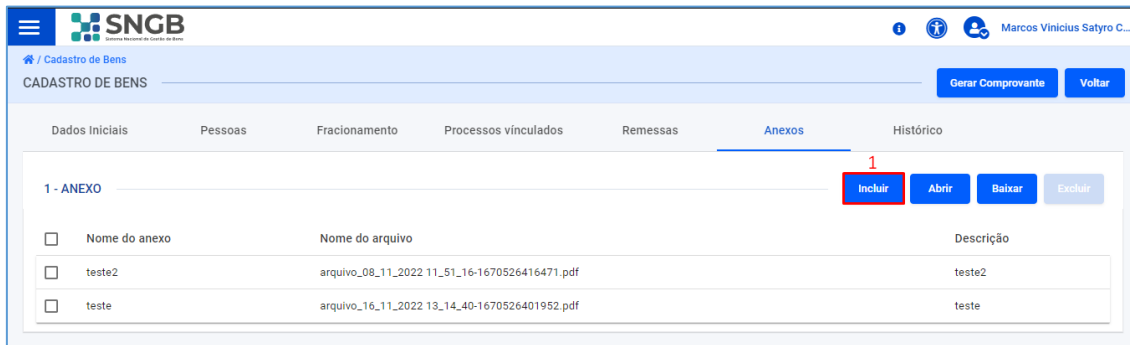 SNGB
Sistema Nacional de Gestão de Bens
Marcos Vinicius Satyro C...
/ Cadastro de Bens
CADASTRO DE BENS
Gerar Comprovante
Voltar
Dados Iniciais
Pessoas
Fracionamento
Processos vínculados
Remessas
Anexos
Histórico
1
1 - ANEXO
Incluir
Abrir
Baixar
Excluir
Nome do anexo
Nome do arquivo
Descrição
teste2
arquivo_08_11_2022 11_51_16-1670526416471.pdf
teste2
teste
arquivo_16_11_2022 13_14_40-1670526401952.pdf
teste